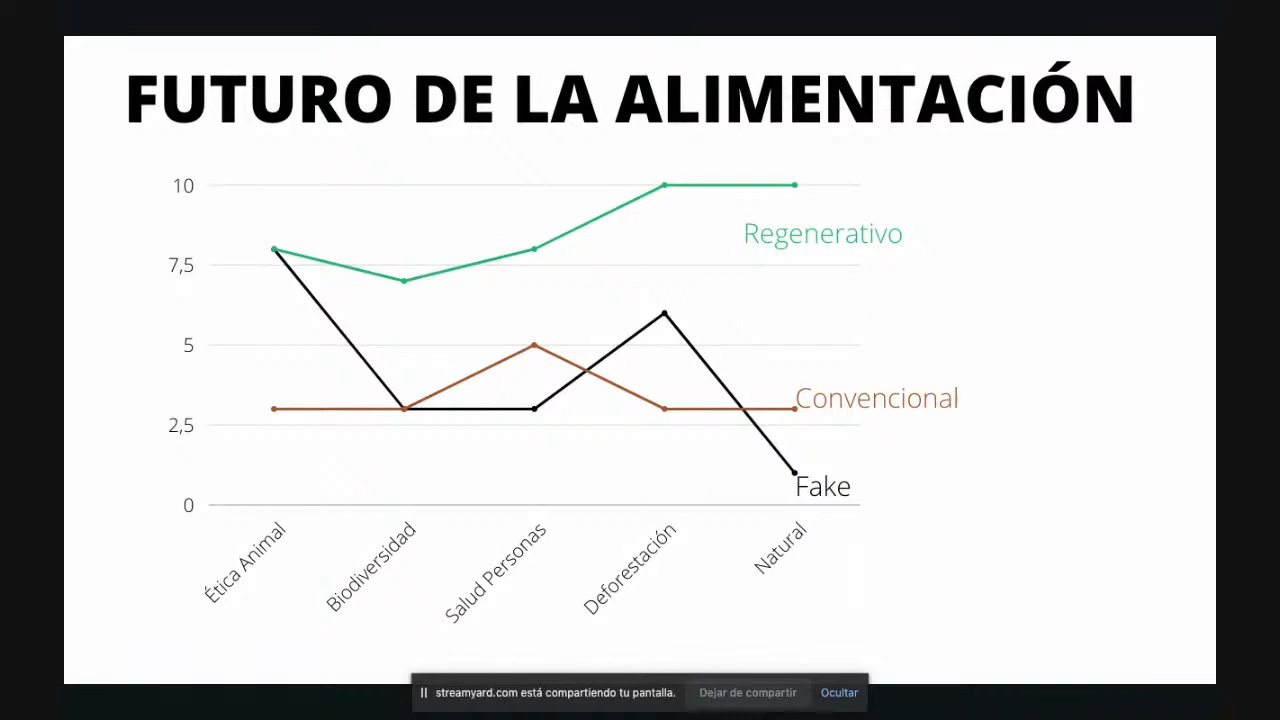 FUTURO DE LA ALIMENTACIÓN
10
7,5
5
2,5
0
Regenerativo
Convencional
Fake
Ética Animal
Biodiversidad
Salud Personas
Deforestación
Natural
streamyard.com está compartiendo tu pantalla. Dejar de compartir Ocultar